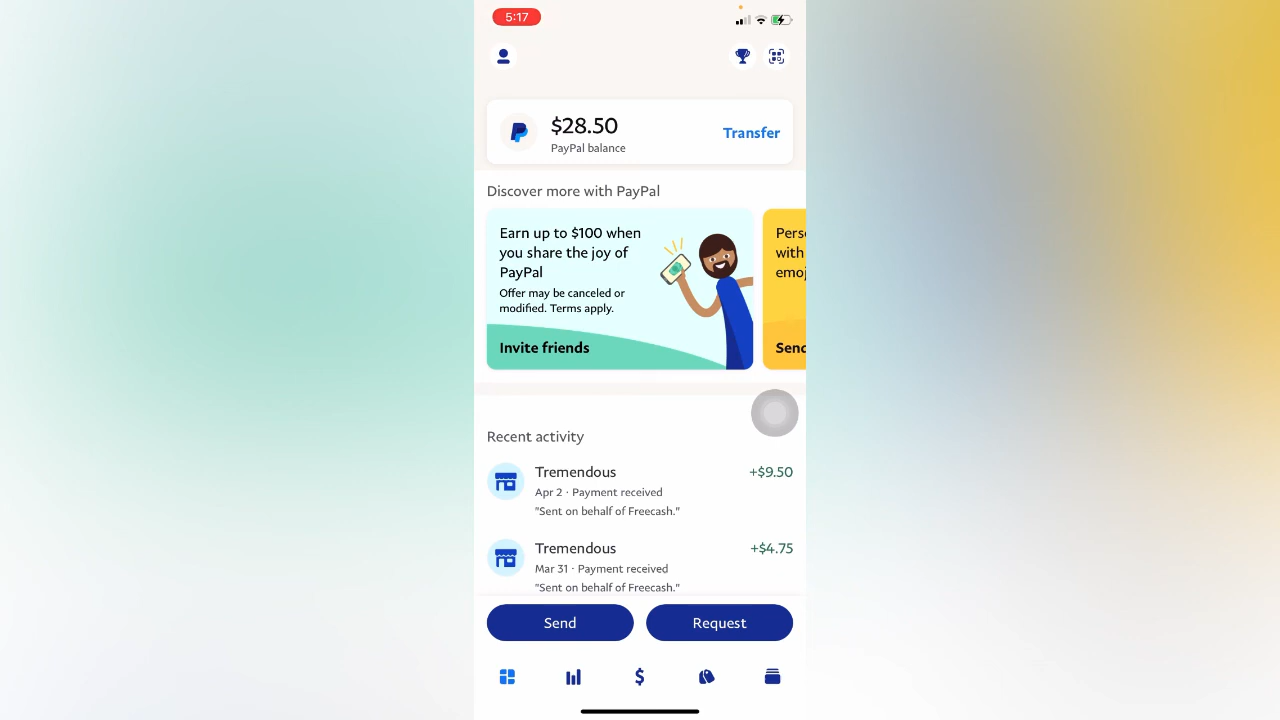 5:17
$28.50
PayPal balance
Transfer
Discover more with PayPal
Earn up to $100 when
you share the joy of
PayPal
Offer may be canceled or
modified. Terms apply.
Invite friends
with
Recent activity
Tremendous
+$9.50
Apr 2 · Payment received
"Sent on behalf of Freecash."
Tremendous
+$4.75
Mar 31 · Payment received
"Sent on behalf of Freecash."
Send
Request